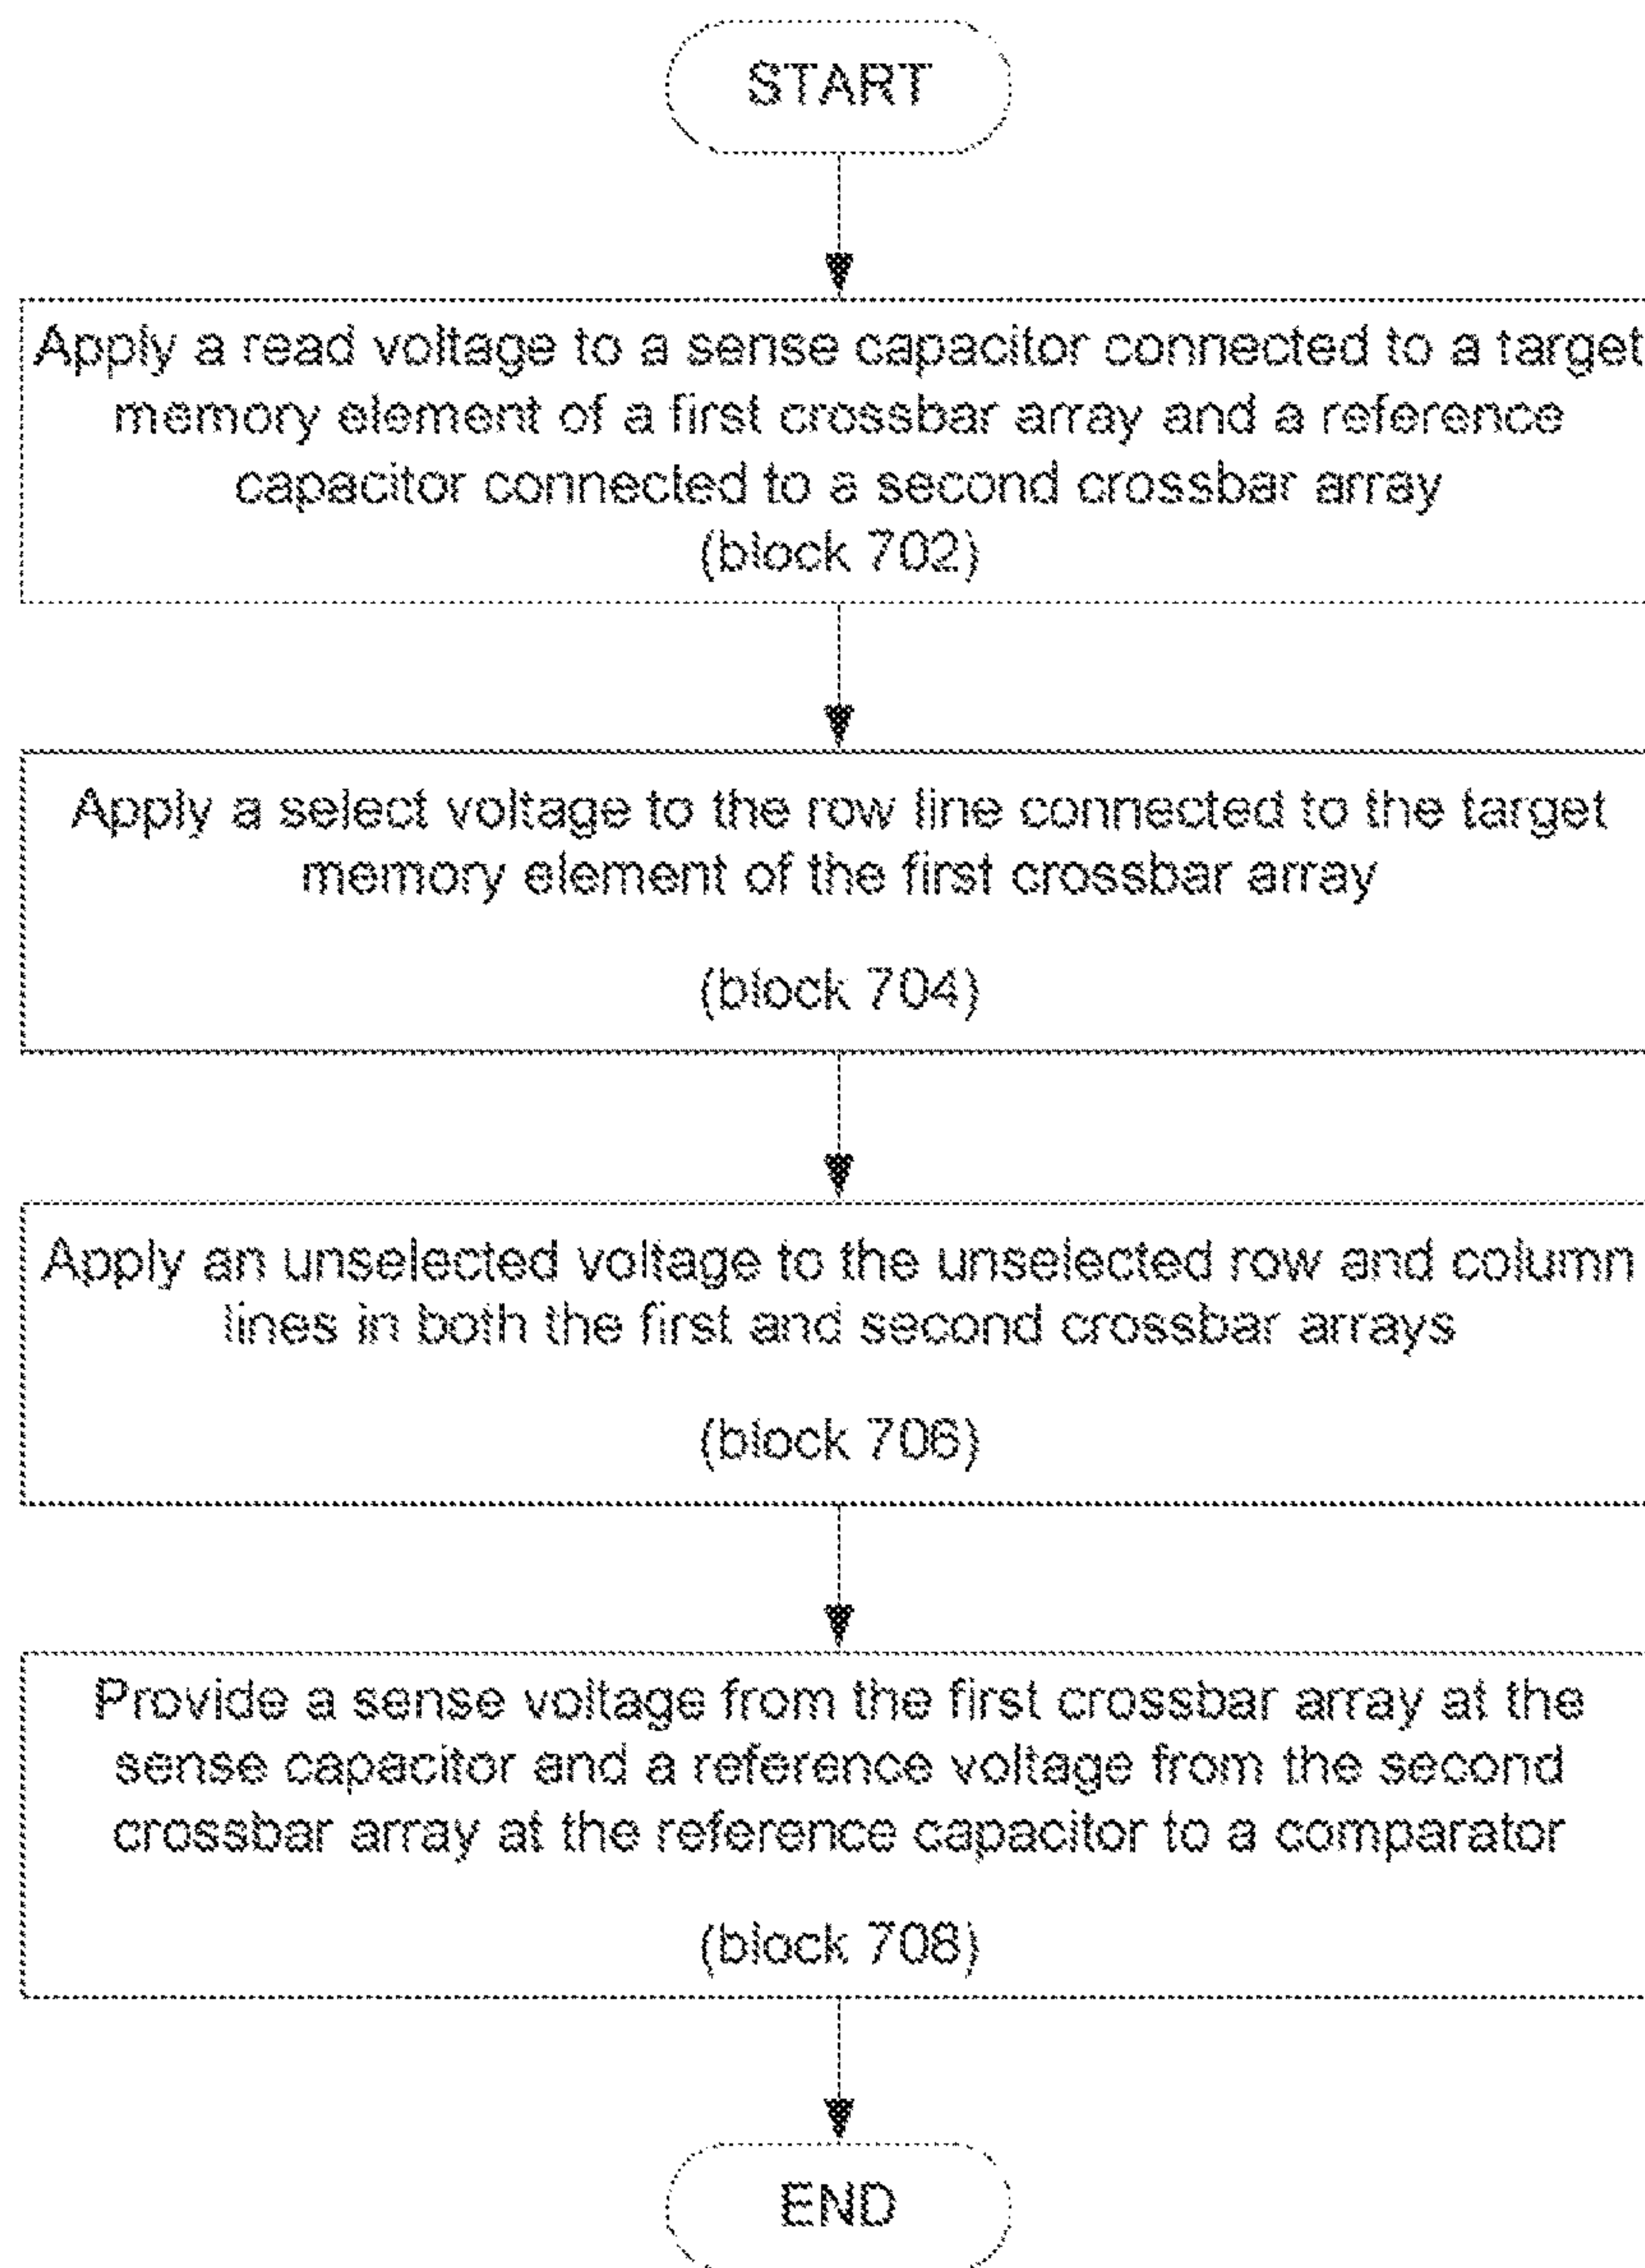 START
Apply a read voltage to a sense capacitor connected to a target
memory element of a first crossbar array and a reference
capacitor connected to a second crossbar array
(block 702)
Apply a select voltage to the row line connected to the target
memory element of the first crossbar array
(block 704)
Apply an unselected voltage to the unselected row and column
lines in both the first and second crossbar arrays
(block 706)
Provide a sense voltage from the first crossbar array at the
sense capacitor and a reference voltage from the second
crossbar array at the reference capacitor to a comparator
(block 708)
END